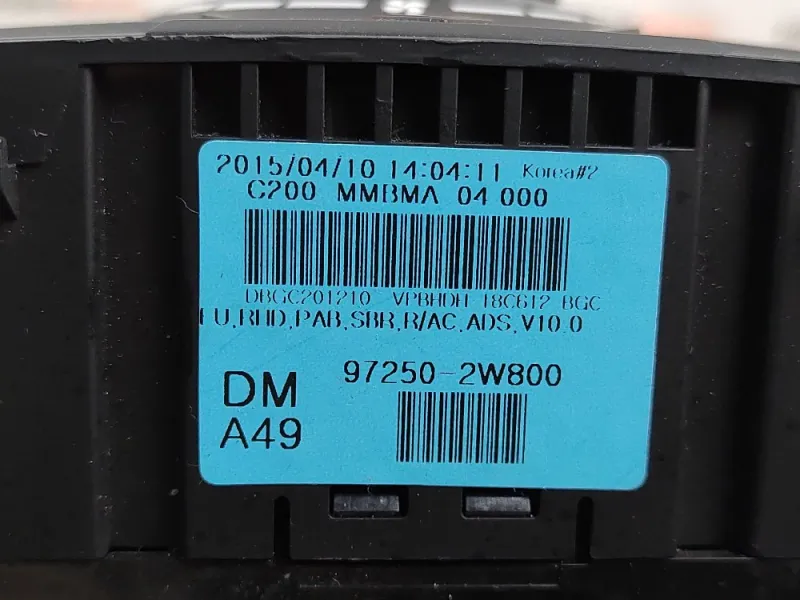 2015/04/10 14:04:11 Korea#2
C200 MMBMA 04 000
DBGC201210 VPBHDH 18C612 BGC
EU,RHD,PAB,SBR,R/AC,ADS,V10.0
97250-2W800
DM
A49